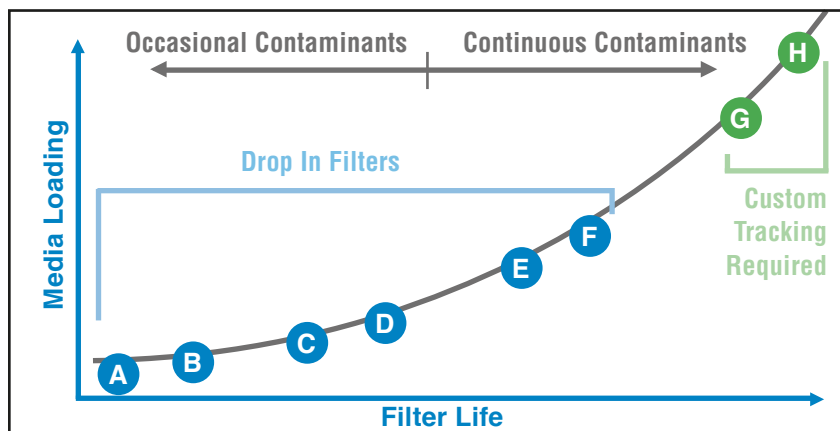 Occasional Contaminants
Continuous Contaminants
H
G
Drop In Filters
Custom
Tracking
Required
Media Loading
F
E
D
C
B
A
Filter Life